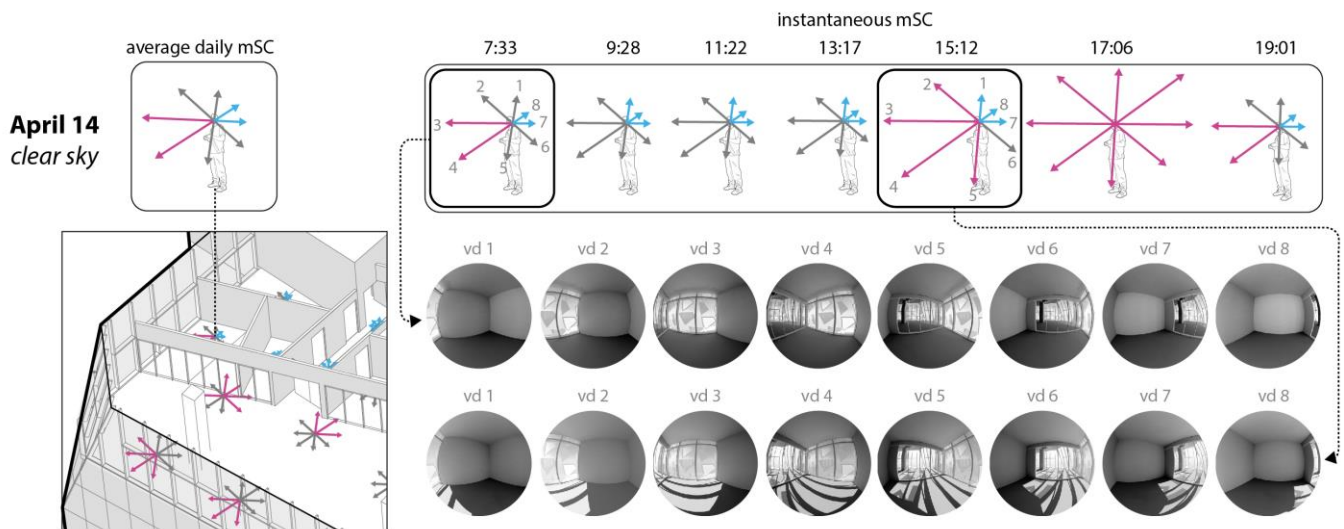 instantaneous mSC
average daily mSC
7:33 9:28 11:22 13:17 15:12 17:06 19:01
April 14
clear sky
2 1 8 3 7 6 4 5
2 1 8 3 7 6 4 5
vd 1 vd 2 vd 3 vd 4 vd 5 vd 6 vd 7 vd 8
vd 1 vd 2 vd 3 vd 4 vd 5 vd 6 vd 7 vd 8